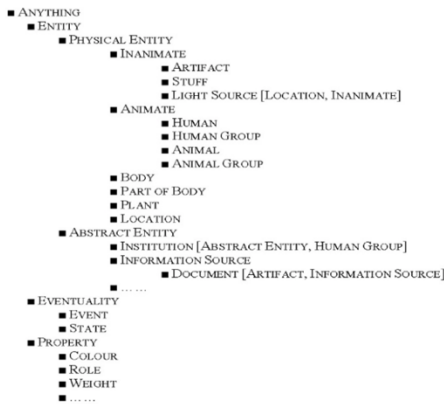 ■ ANYTHING
■ ENTITY
■ PHYSICAL ENTITY
■ INANIMATE
■ ARTIFACT
■ STUFF
■ LIGHT SOURCE [LOCATION, INANIMATE]
■ ANIMATE
■ HUMAN
■ HUMAN GROUP
■ ANIMAL
■ ANIMAL GROUP
■ BODY
■ PART OF BODY
■ PLANT
■ LOCATION
■ ABSTRACT ENTITY
■ INSTITUTION [ABSTRACT ENTITY, HUMAN GROUP]
■ INFORMATION SOURCE
■ DOCUMENT [ARTIFACT, INFORMATION SOURCE]
■ ... ...
■ EVENTUALITY
■ EVENT
■ STATE
■ PROPERTY
■ COLOUR
■ ROLE
■ WEIGHT
■ ... ...